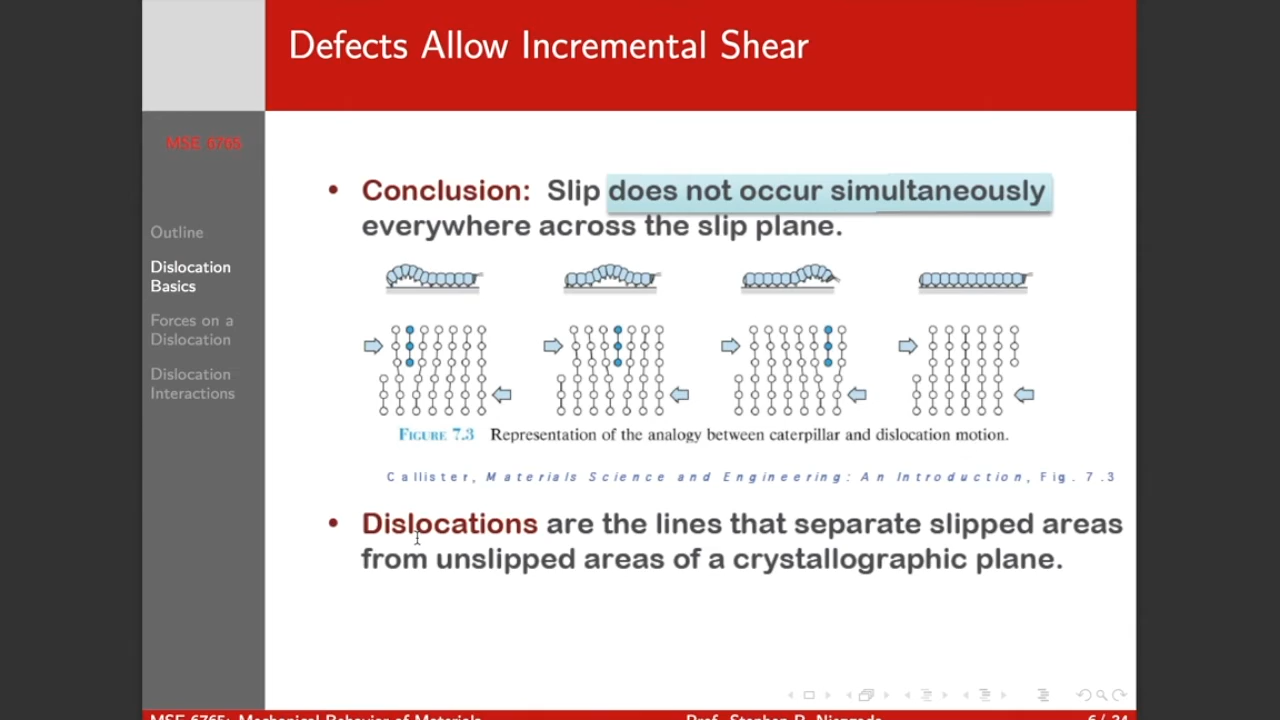 Defects Allow Incremental Shear
MSE 6765
Outline
Dislocation
Basics
Forces on a
Dislocation
Dislocation
Interactions
• Conclusion: Slip does not occur simultaneously
everywhere across the slip plane.
FIGURE 7.3 Representation of the analogy between caterpillar and dislocation motion.
Callister, Materials Science and Engineering: An Introduction, Fig. 7.3
• Dislocations are the lines that separate slipped areas
from unslipped areas of a crystallographic plane.
MSE 6765: Mechanical Behavior of Materials
Prof. Stephen R. Niezgoda
6 / 24